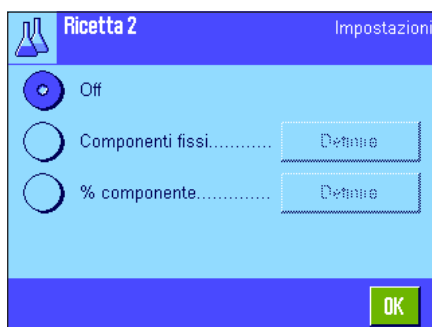 Ricetta 2 Impostazioni
Off
Componenti fissi........... Definire
% componente.............. Definire
OK